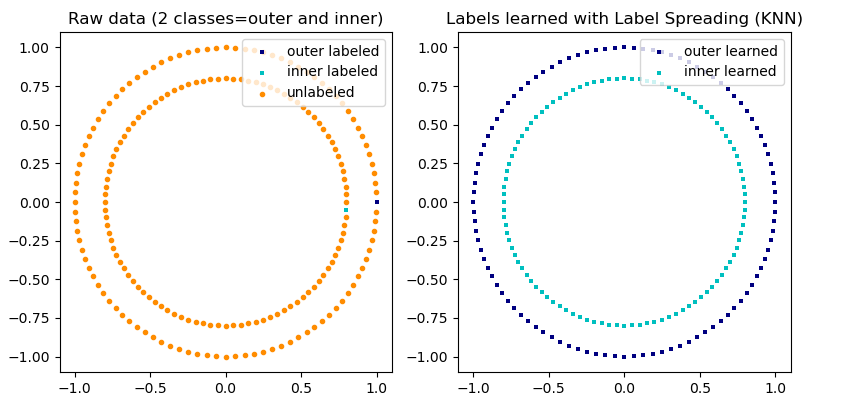 Raw data (2 classes=outer and inner)
outer labeled
inner labeled
unlabeled
1.00
0.75
0.50
0.25
0.00
−0.25
−0.50
−0.75
−1.00
−1.0 −0.5 0.0 0.5 1.0
Labels learned with Label Spreading (KNN)
outer learned
inner learned
1.00
0.75
0.50
0.25
0.00
−0.25
−0.50
−0.75
−1.00
−1.0 −0.5 0.0 0.5 1.0